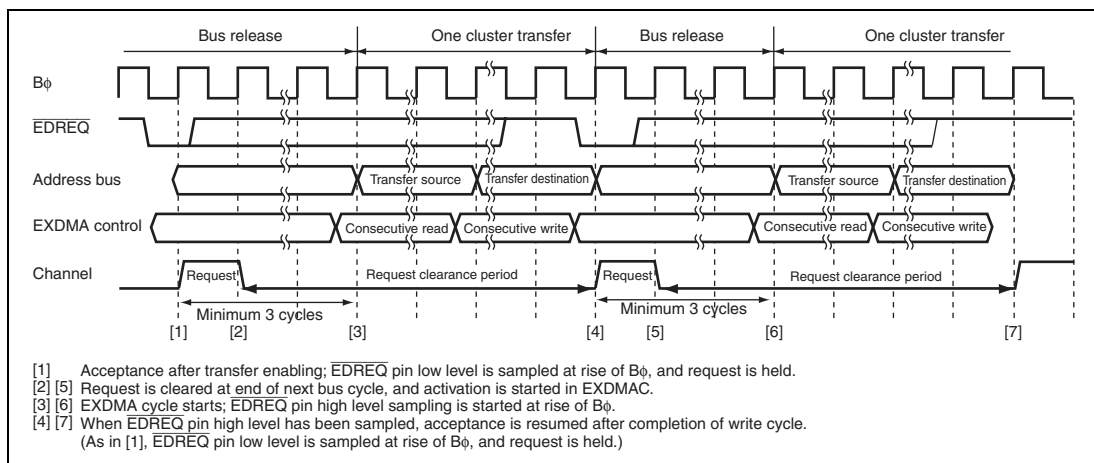 Bus release One cluster transfer Bus release One cluster transfer
Bφ
EDREQ
Address bus Transfer source Transfer destination Transfer source Transfer destination
EXDMA control Consecutive read Consecutive write Consecutive read Consecutive write
Channel Request Request clearance period Request Request clearance period
Minimum 3 cycles Minimum 3 cycles
[1] [2] [3] [4] [5] [6] [7]
[1] Acceptance after transfer enabling; EDREQ pin low level is sampled at rise of Bφ, and request is held.
[2] [5] Request is cleared at end of next bus cycle, and activation is started in EXDMAC.
[3] [6] EXDMA cycle starts; EDREQ pin high level sampling is started at rise of Bφ.
[4] [7] When EDREQ pin high level has been sampled, acceptance is resumed after completion of write cycle.
(As in [1], EDREQ pin low level is sampled at rise of Bφ, and request is held.)